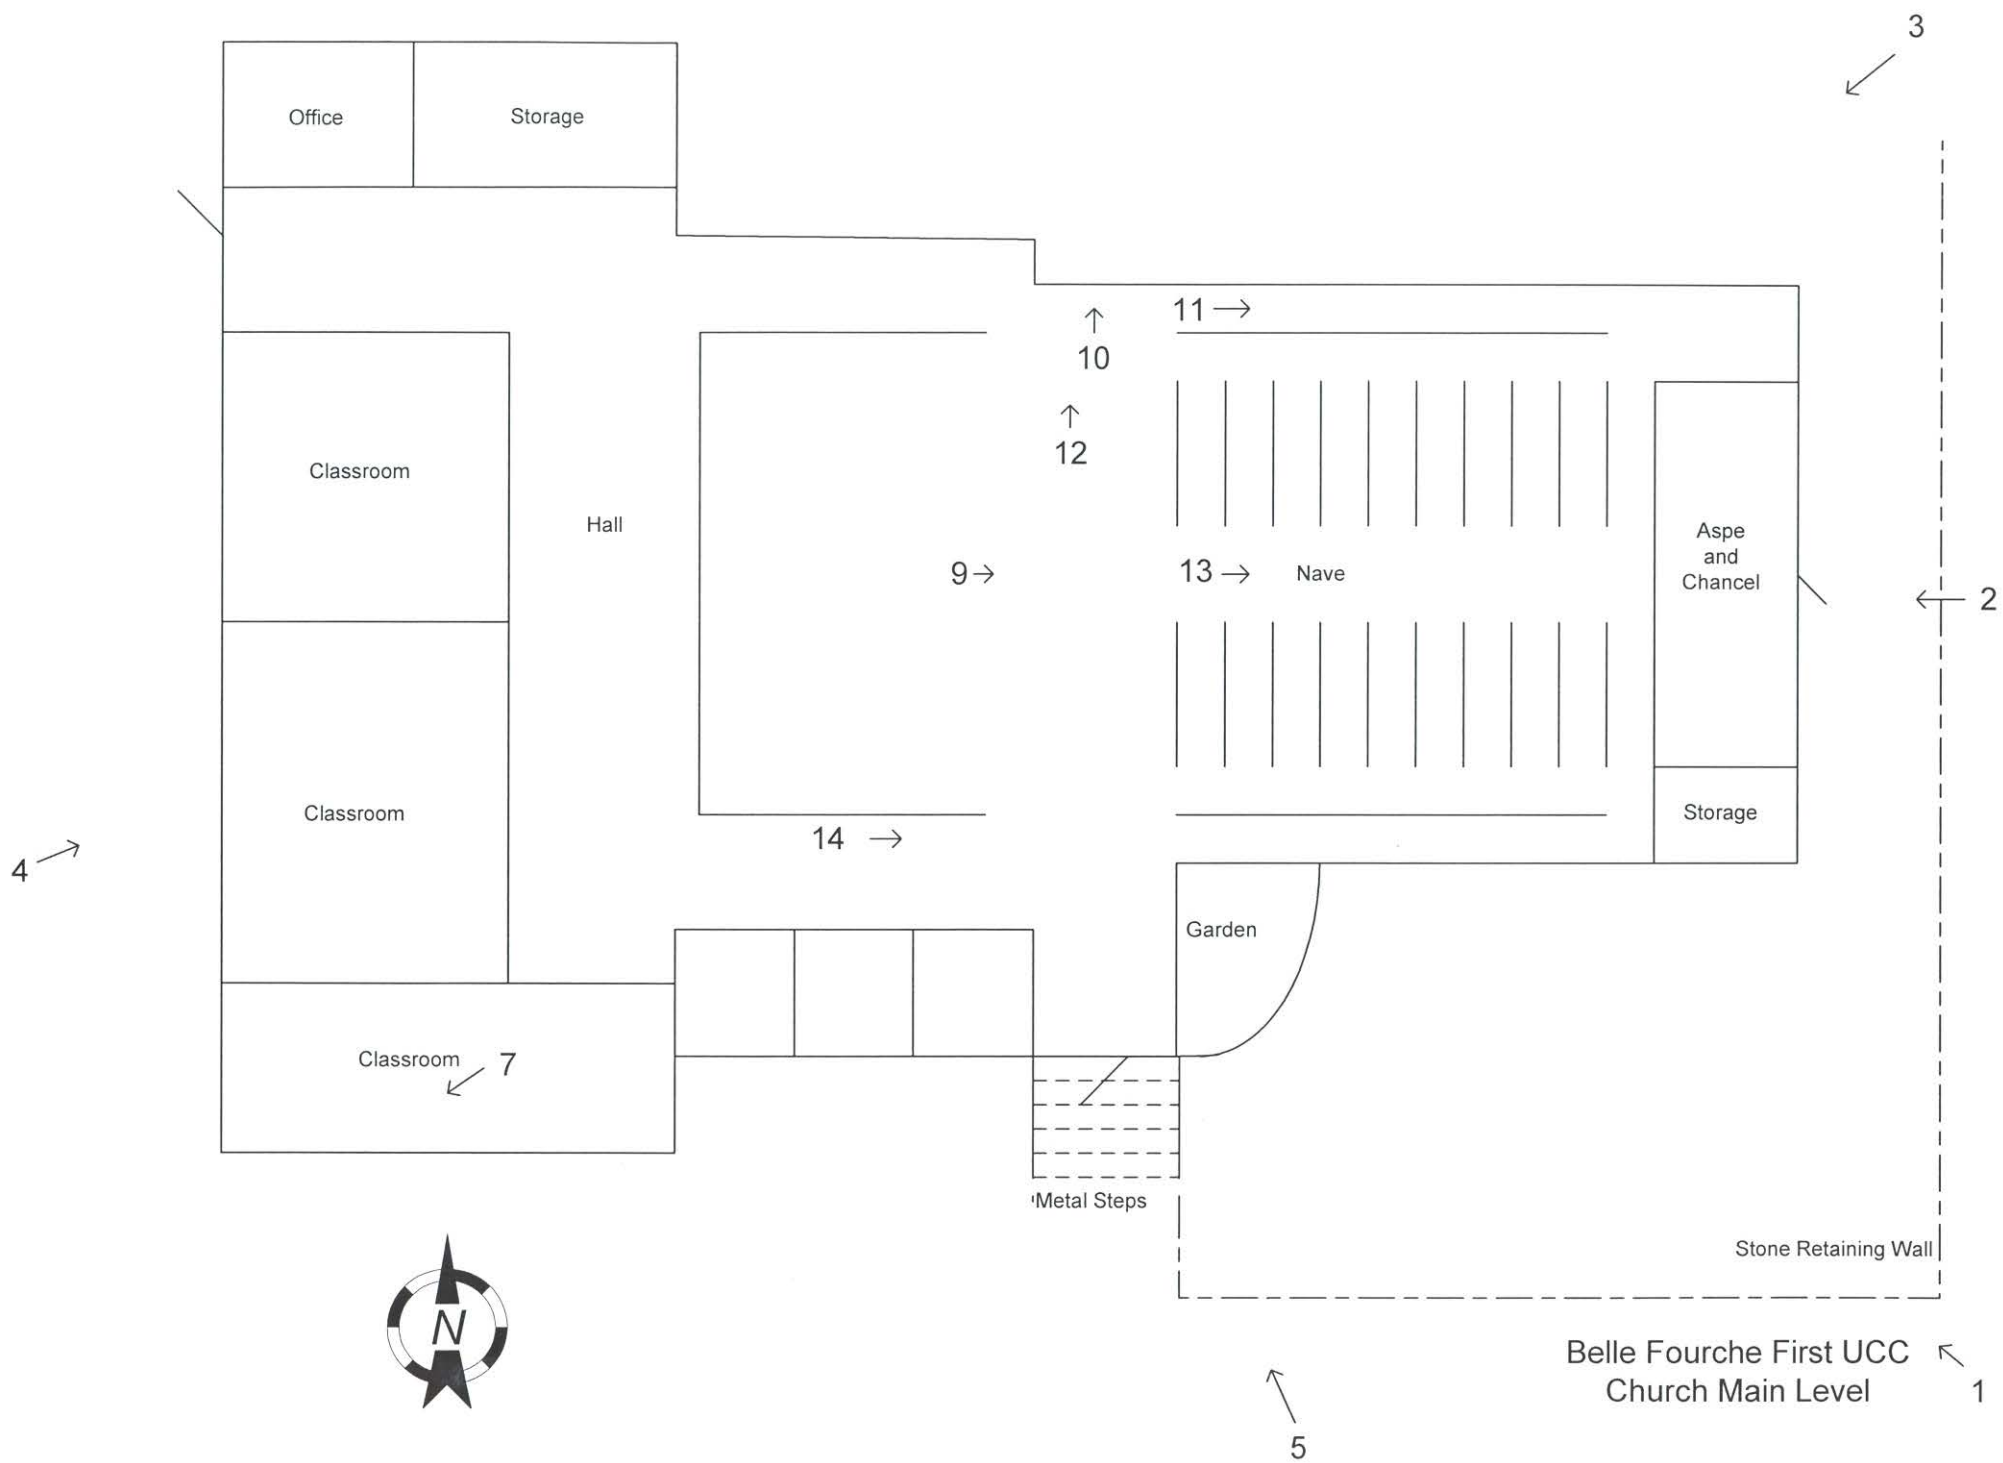 3
Office
Storage
11
10
12
Classroom
Hall
Aspe
and
Chancel
9
13
Nave
2
Classroom
Storage
14
4
Garden
Classroom
7
Metal Steps
Stone Retaining Wall
N
Belle Fourche First UCC
Church Main Level
1
5